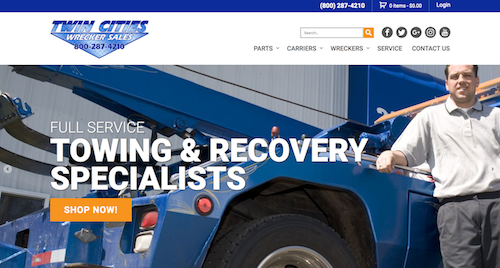 (800) 287-4210
0 items - $0.00
Login
TWIN CITIES
WRECKER SALES
800-287-4210
Search...
PARTS
CARRIERS
WRECKERS
SERVICE
CONTACT US
FULL SERVICE
TOWING & RECOVERY
SPECIALISTS
SHOP NOW!